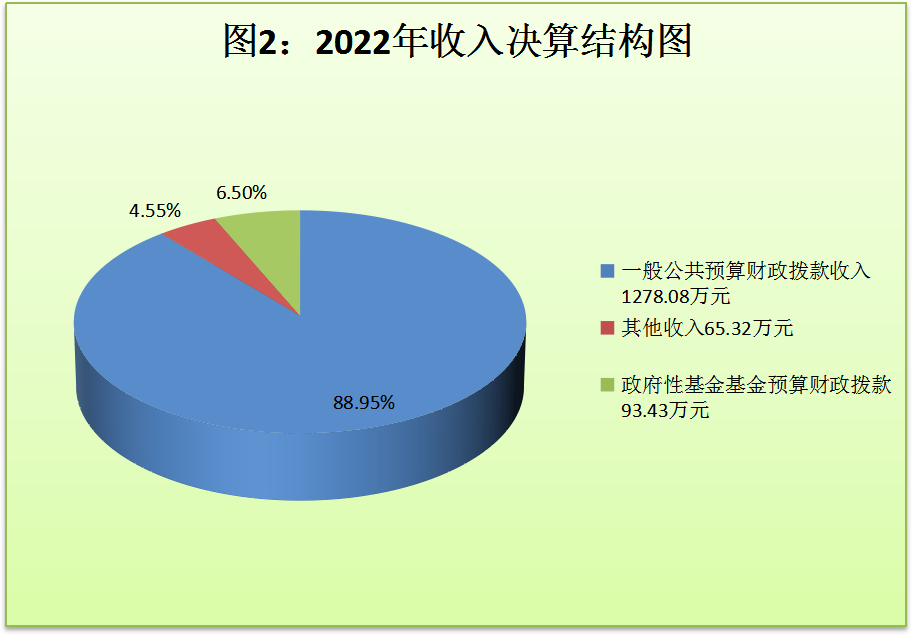 图2：2022年收入决算结构图
6.50%
4.55%
88.95%
一般公共预算财政拨款收入
1278.08万元
其他收入65.32万元
政府性基金基金预算财政拨款
93.43万元